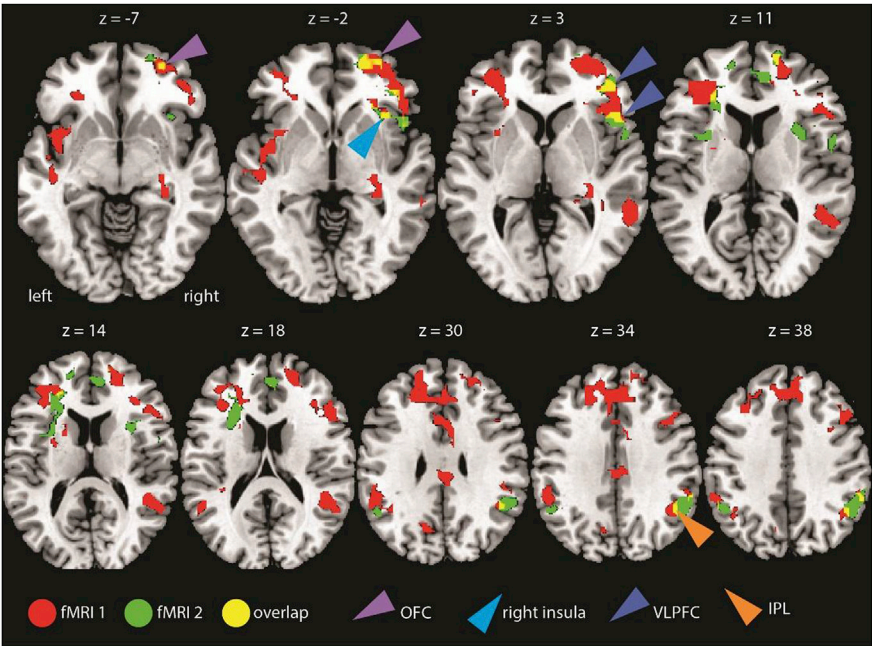 z = -7 z = -2 z = 3 z = 11
left right
z = 14 z = 18 z = 30 z = 34 z = 38
fMRI 1 fMRI 2 overlap OFC right insula VLPFC IPL